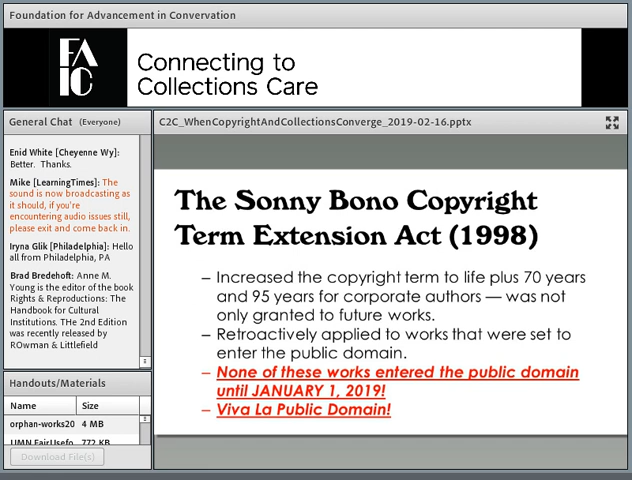 Foundation for Advancement in Convervation
FA
IC
Connecting to
Collections Care
General Chat (Everyone)
Enid White [Cheyenne Wy]:
Better. Thanks.
Mike [LearningTimes]: The
sound is now broadcasting as
it should, if you're
encountering audio issues still,
please exit and come back in.
Iryna Glik [Philadelphia]: Hello
all from Philadelphia, PA
Brad Bredehoft: Anne M.
Young is the editor of the book
Rights & Reproductions: The
Handbook for Cultural
Institutions. THe 2nd Edition
was recently released by
ROwman & Littlefield
Handouts/Materials
Name Size
orphan-works20 4 MB
UMN FairUsefo 772 KB
Download File(s)
C2C_WhenCopyrightAndCollectionsConverge_2019-02-16.pptx
The Sonny Bono Copyright
Term Extension Act (1998)
– Increased the copyright term to life plus 70 years
and 95 years for corporate authors — was not
only granted to future works.
– Retroactively applied to works that were set to
enter the public domain.
– None of these works entered the public domain
until JANUARY 1, 2019!
– Viva La Public Domain!